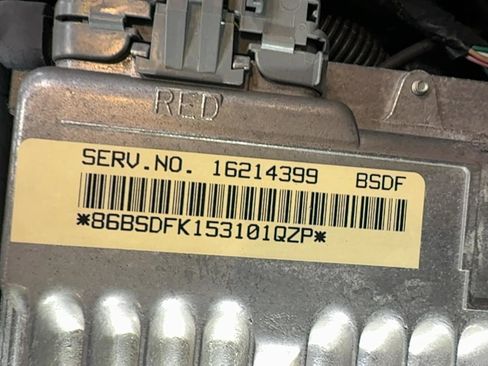 RED
SERV.NO. 16214399 BSDF
*86BSDFK153101QZP*